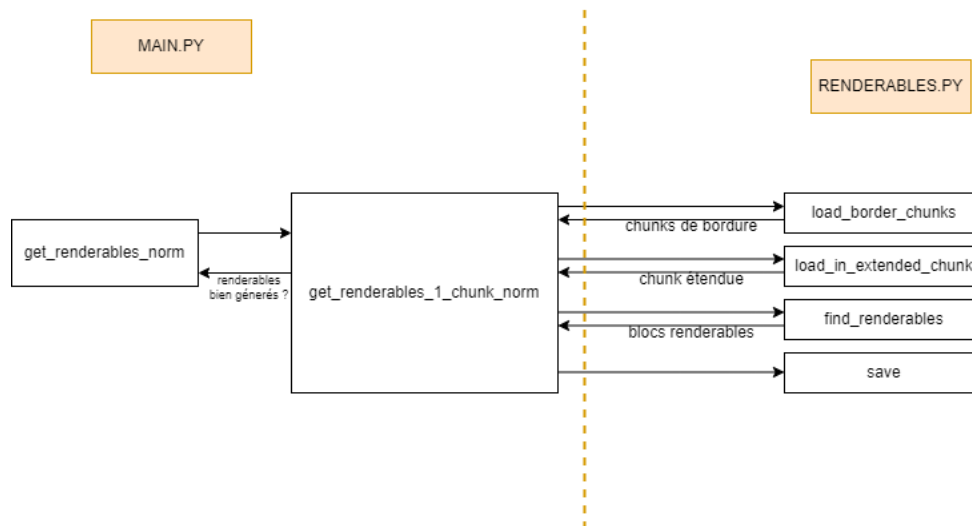 MAIN.PY
RENDERABLES.PY
get_renderables_norm
renderables
bien génerés ?
get_renderables_1_chunk_norm
chunks de bordure
load_border_chunks
chunk étendue
load_in_extended_chunk
blocs renderables
find_renderables
save